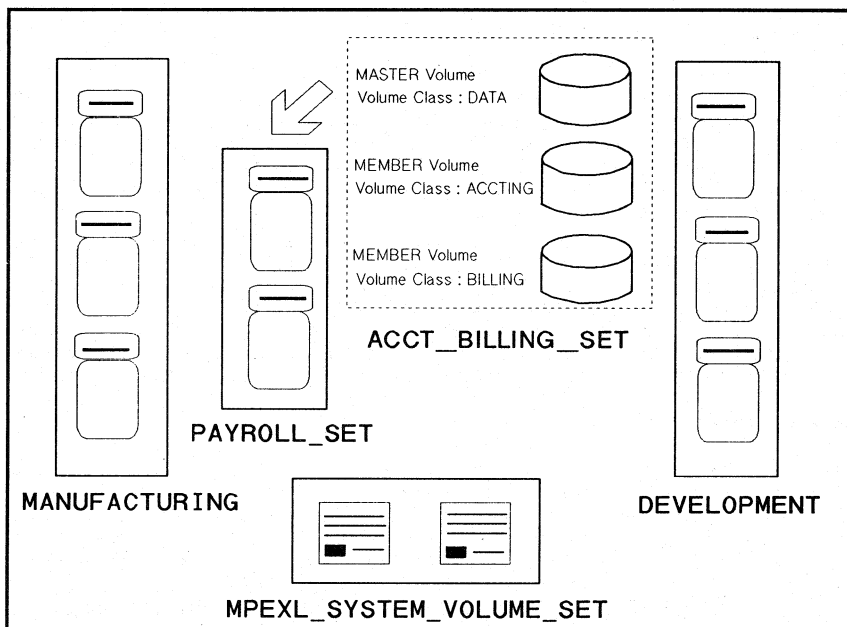 MASTER Volume
Volume Class : DATA
MEMBER Volume
Volume Class : ACCTING
MEMBER Volume
Volume Class : BILLING
ACCT__BILLING__SET
PAYROLL_SET
MANUFACTURING
DEVELOPMENT
MPEXL_SYSTEM_VOLUME_SET